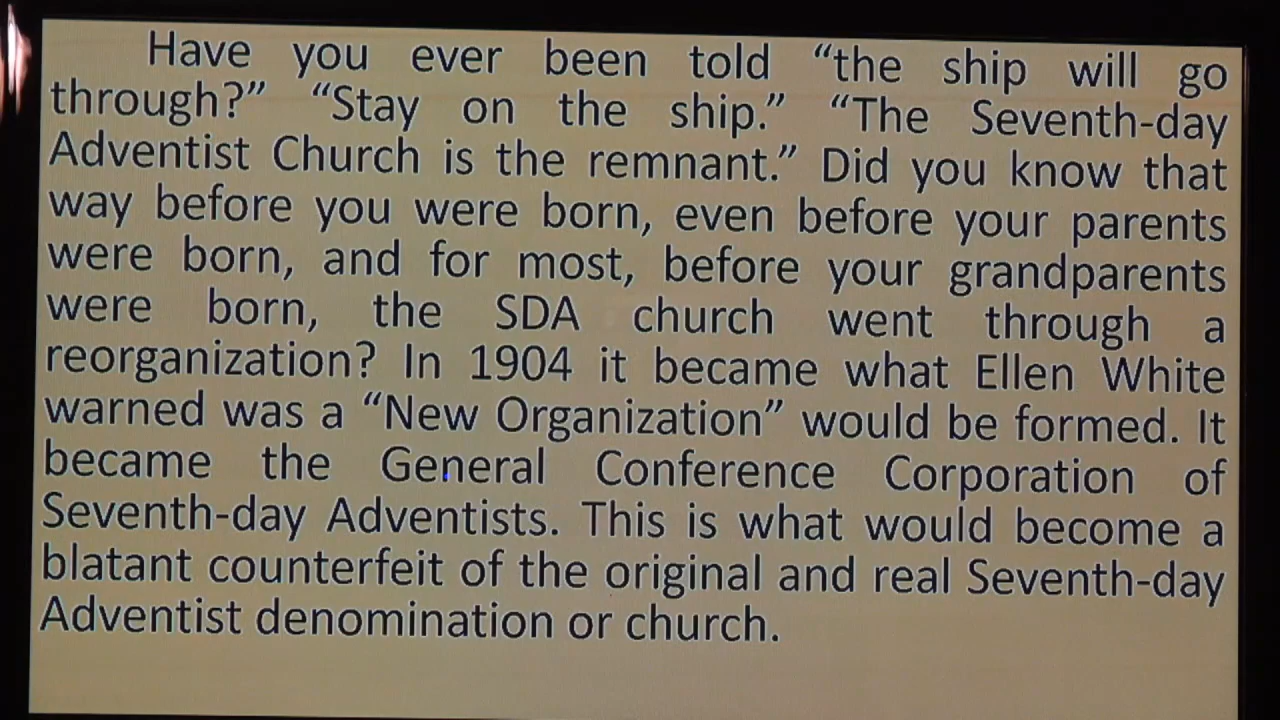 Have you ever been told “the ship will go
through?” “Stay on the ship.” “The Seventh-day
Adventist Church is the remnant.” Did you know that
way before you were born, even before your parents
were born, and for most, before your grandparents
were born, the SDA church went through a
reorganization? In 1904 it became what Ellen White
warned was a “New Organization” would be formed. It
became the General Conference Corporation of
Seventh-day Adventists. This is what would become a
blatant counterfeit of the original and real Seventh-day
Adventist denomination or church.